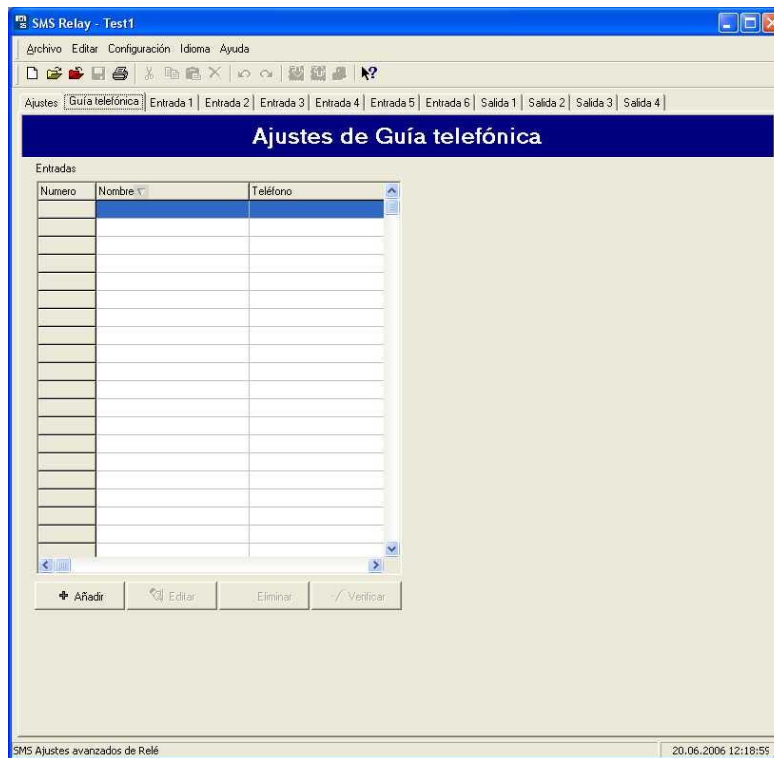 SMS Relay - Test1
Archivo Editar Configuración Idioma Ayuda
Ajustes Guía telefónica Entrada 1 Entrada 2 Entrada 3 Entrada 4 Entrada 5 Entrada 6 Salida 1 Salida 2 Salida 3 Salida 4
Ajustes de Guía telefónica
Entradas
Numero Nombre Teléfono
Añadir Editar Eliminar Verificar
SMS Ajustes avanzados de Relé 20.06.2006 12:18:59